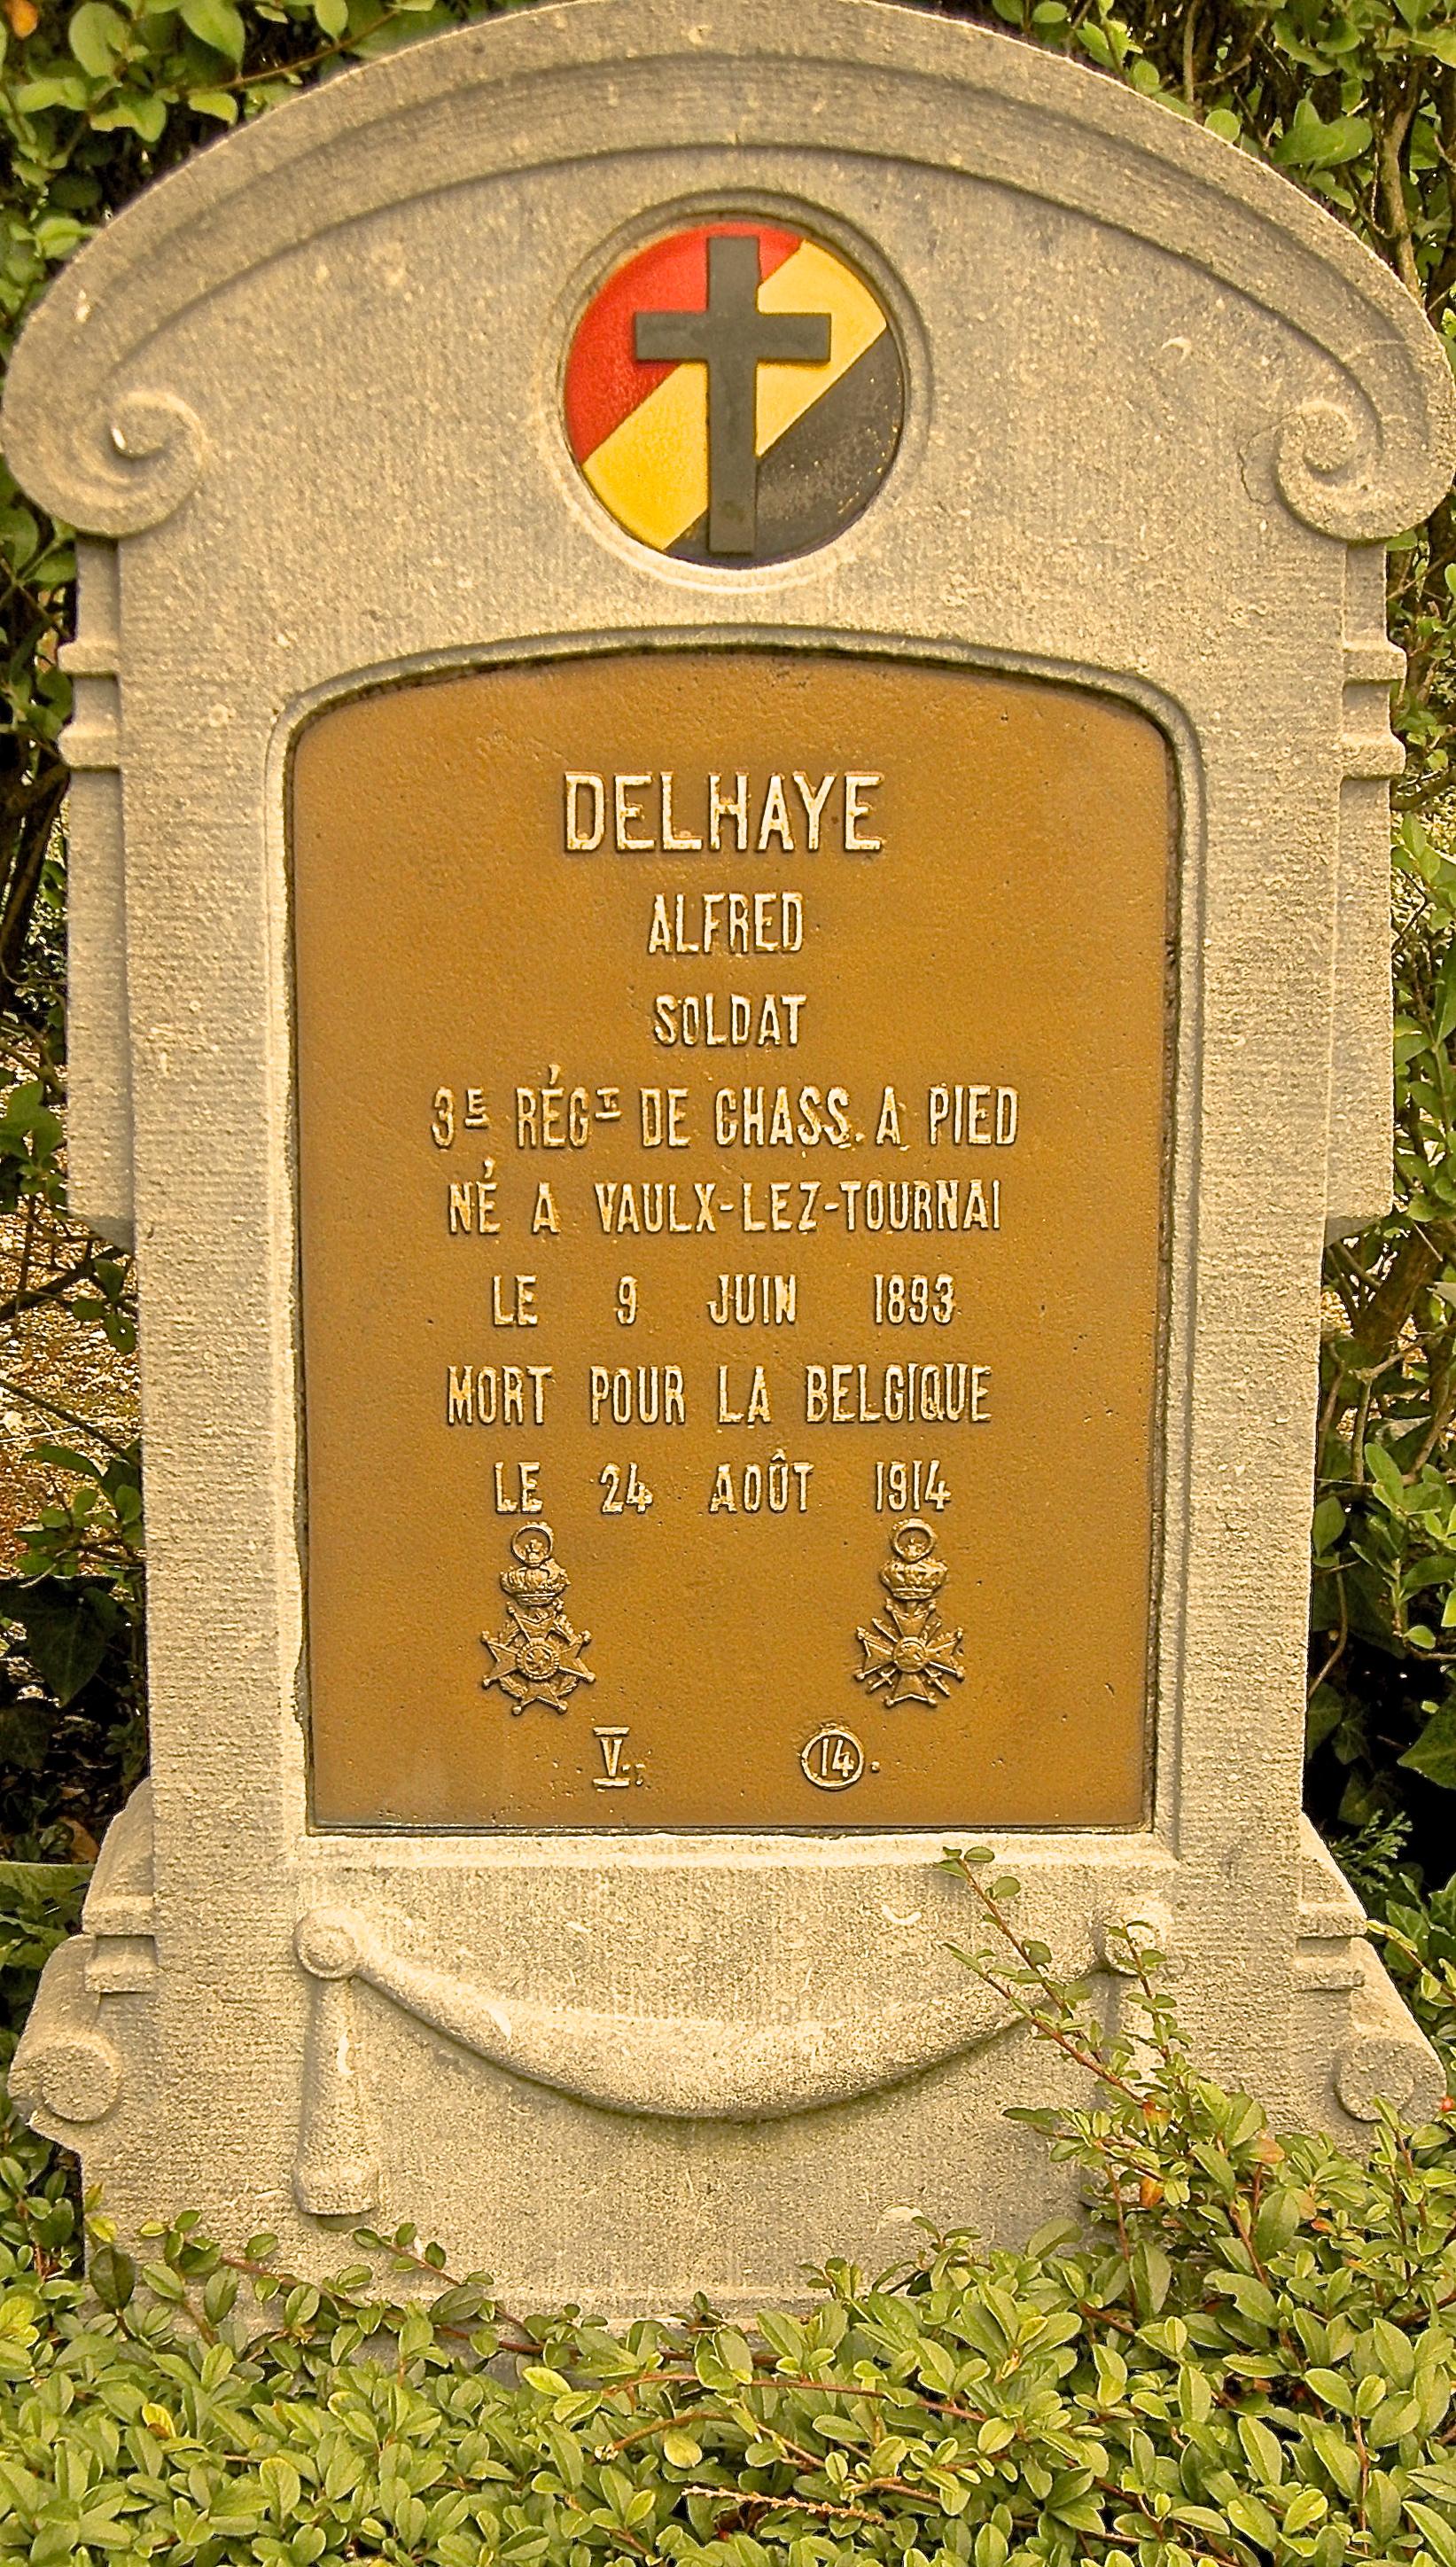 DELHAYE
ALFRED
SOLDAT
3E RÉGT DE CHASS. A PIED
NÉ A VAULX-LEZ-TOURNAI
LE 9 JUIN 1893
MORT POUR LA BELGIQUE
LE 24 AOÛT 1914
V. 14.